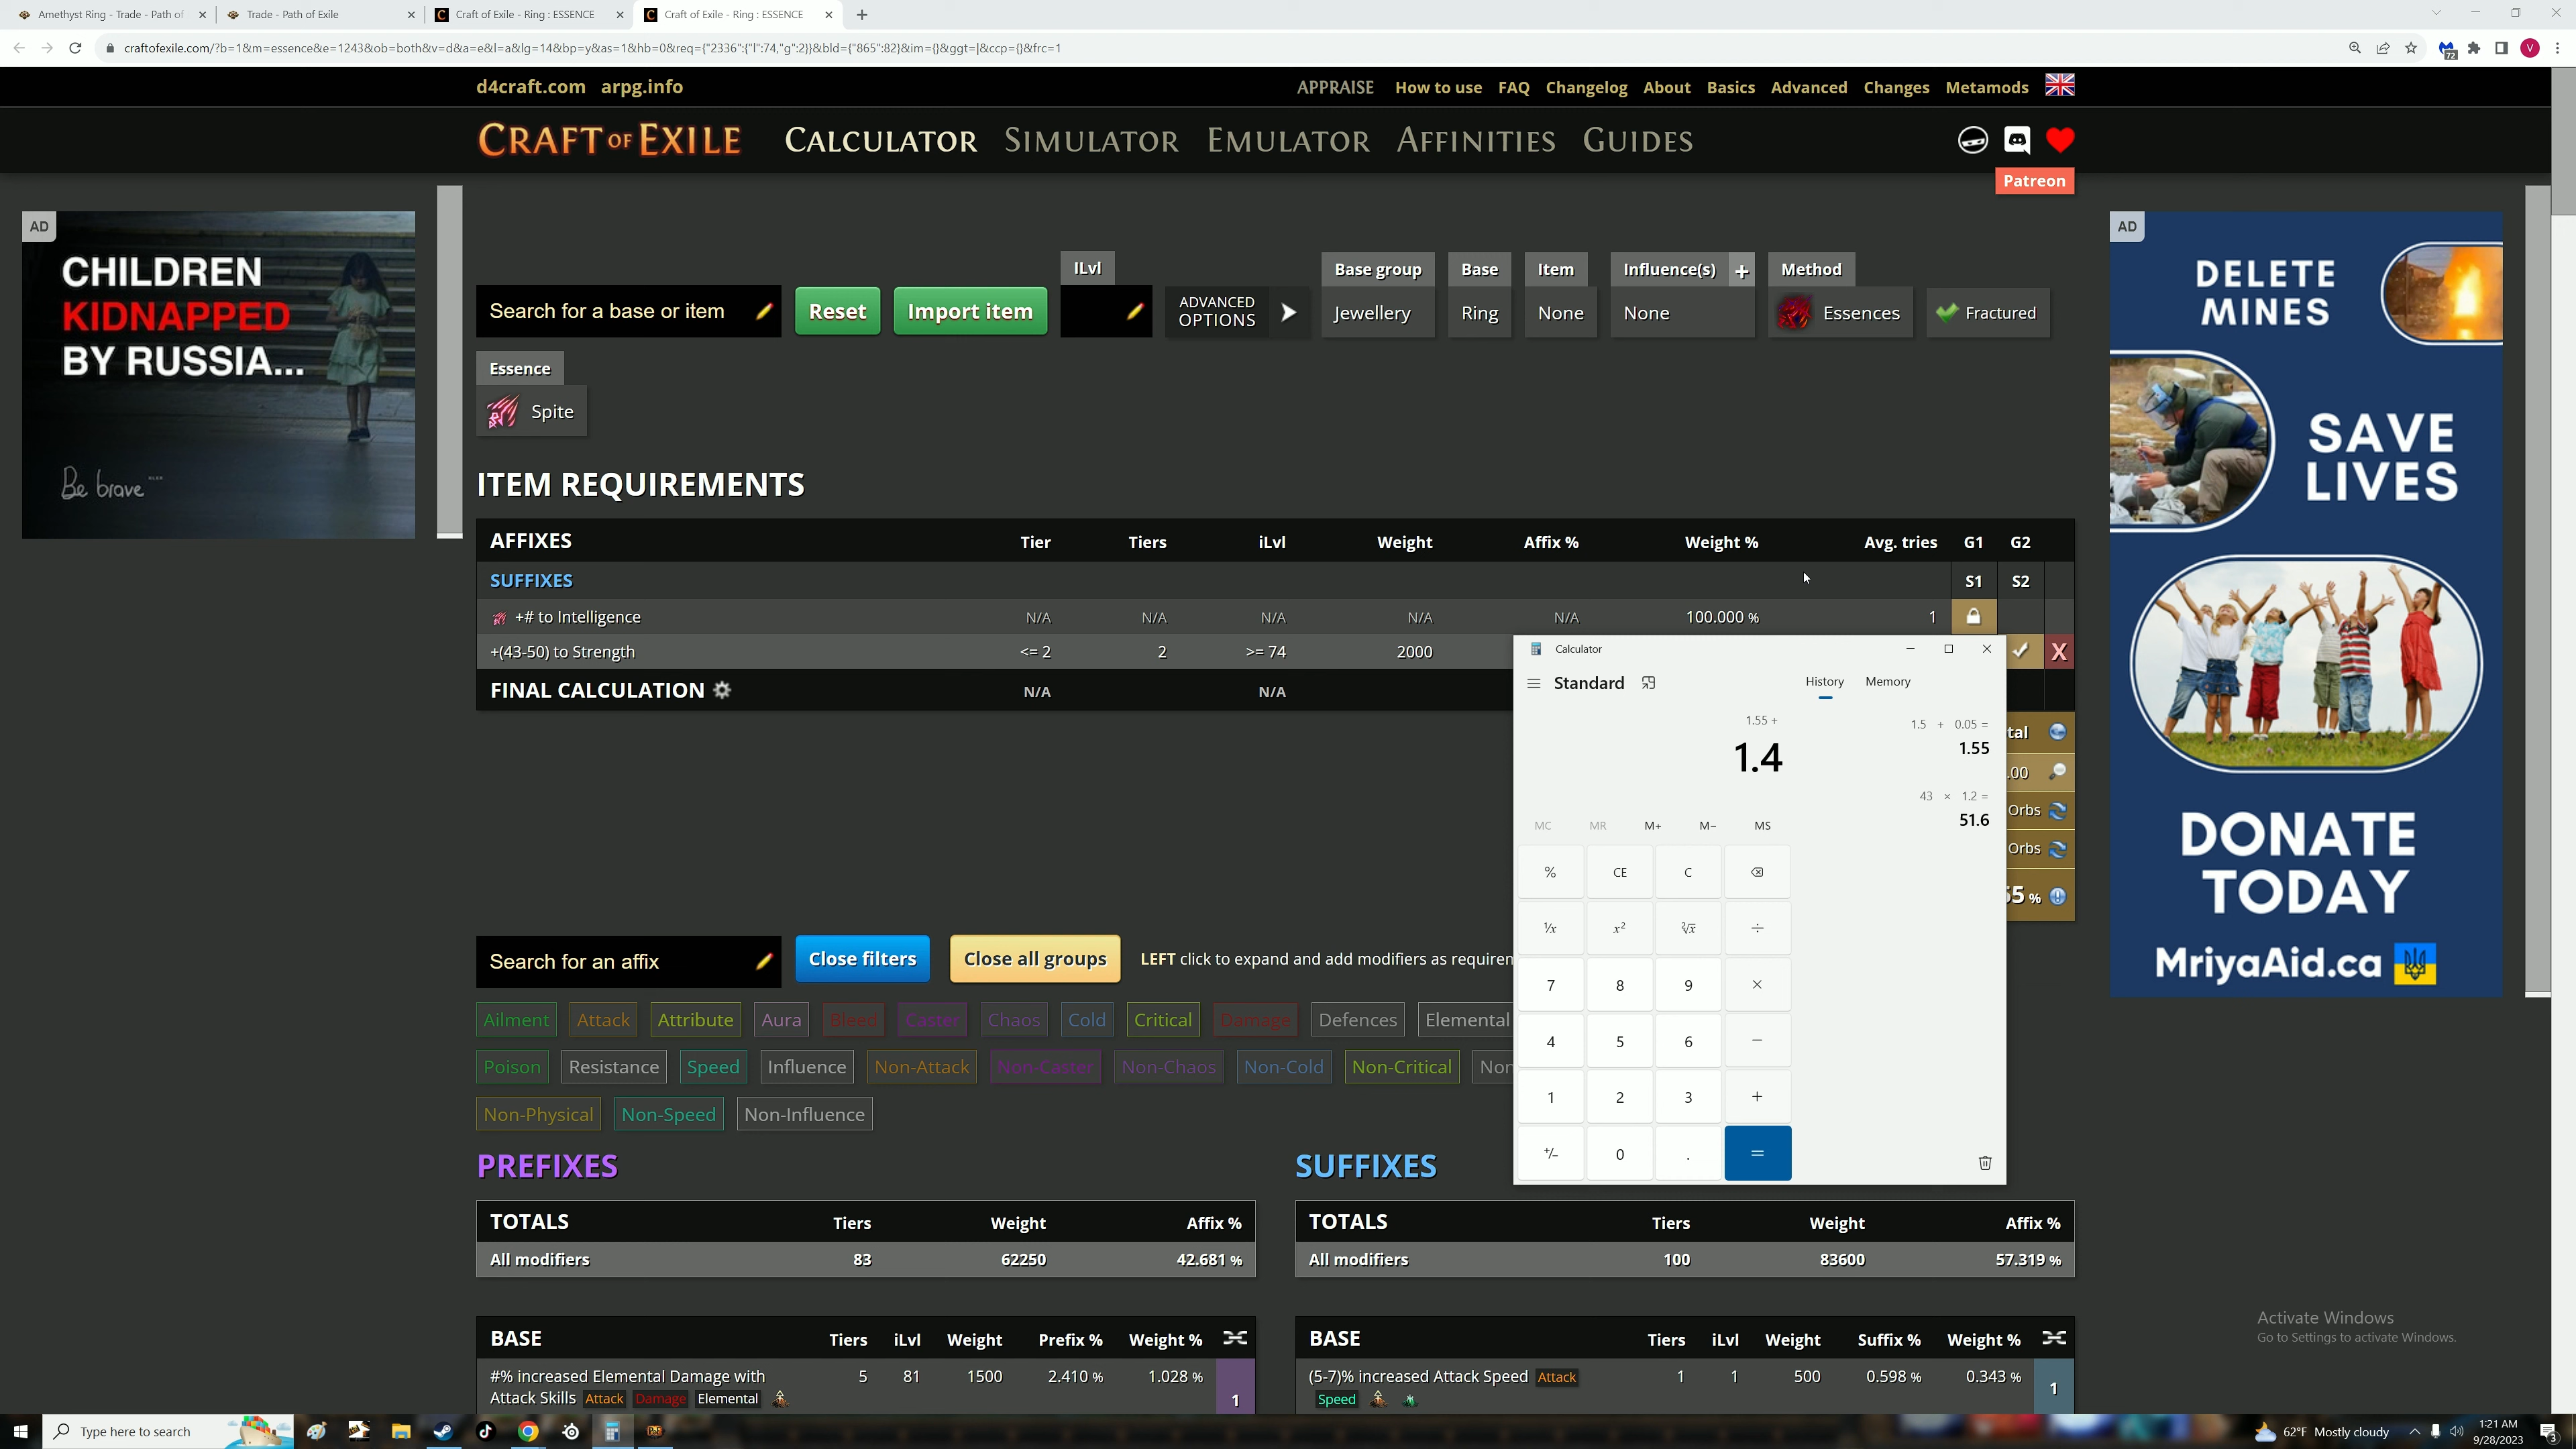 Amethyst Ring - Trade - Path of
Trade - Path of Exile
Craft of Exile - Ring : ESSENCE
Craft of Exile - Ring : ESSENCE
craftofexile.com/?b=1&m=essence&e=1243&ob=both&v=d&a=e&l=a&lg=14&bp=y&as=1&hb=0&req={"2336":{"l":74,"g":2}}&bld={"865":82}&im={}&ggt=|&ccp={}&frc=1
72
V
d4craft.com arpg.info
APPRAISE How to use FAQ Changelog About Basics Advanced Changes Metamods
CRAFT OF EXILE
CALCULATOR SIMULATOR EMULATOR AFFINITIES GUIDES
Patreon
AD
CHILDREN
KIDNAPPED
BY RUSSIA...
Be brave
Search for a base or item
Reset
Import item
ILvl
ADVANCED
OPTIONS
Base group
Jewellery
Base
Ring
Item
None
Influence(s) +
None
Method
Essences
Fractured
Essence
Spite
ITEM REQUIREMENTS
AFFIXES Tier Tiers iLvl Weight Affix % Weight % Avg. tries G1 G2
SUFFIXES S1 S2
+# to Intelligence N/A N/A N/A N/A N/A 100.000 % 1
+(43-50) to Strength <= 2 2 >= 74 2000 X
FINAL CALCULATION N/A N/A
tal
.00
Orbs
Orbs
%
Calculator
Standard
History Memory
1.55 +
1.4
1.5 + 0.05 =
1.55
43 × 1.2 =
51.6
MC MR M+ M− MS
% CE C
1/x x² ²√x ÷
7 8 9 ×
4 5 6 −
1 2 3 +
+/− 0 . =
Search for an affix
Close filters
Close all groups
LEFT click to expand and add modifiers as requiren
Ailment Attack Attribute Aura Bleed Caster Chaos Cold Critical Damage Defences Elemental
Poison Resistance Speed Influence Non-Attack Non-Caster Non-Chaos Non-Cold Non-Critical Non
Non-Physical Non-Speed Non-Influence
PREFIXES
TOTALS Tiers Weight Affix %
All modifiers 83 62250 42.681 %
BASE Tiers iLvl Weight Prefix % Weight %
#% increased Elemental Damage with 5 81 1500 2.410 % 1.028 %
Attack Skills Attack Damage Elemental 1
SUFFIXES
TOTALS Tiers Weight Affix %
All modifiers 100 83600 57.319 %
BASE Tiers iLvl Weight Suffix % Weight %
(5-7)% increased Attack Speed Attack 1 1 500 0.598 % 0.343 %
Speed 1
AD
DELETE
MINES
SAVE
LIVES
DONATE
TODAY
MriyaAid.ca
Activate Windows
Go to Settings to activate Windows.
Type here to search
62°F Mostly cloudy
1:21 AM
9/28/2023
3